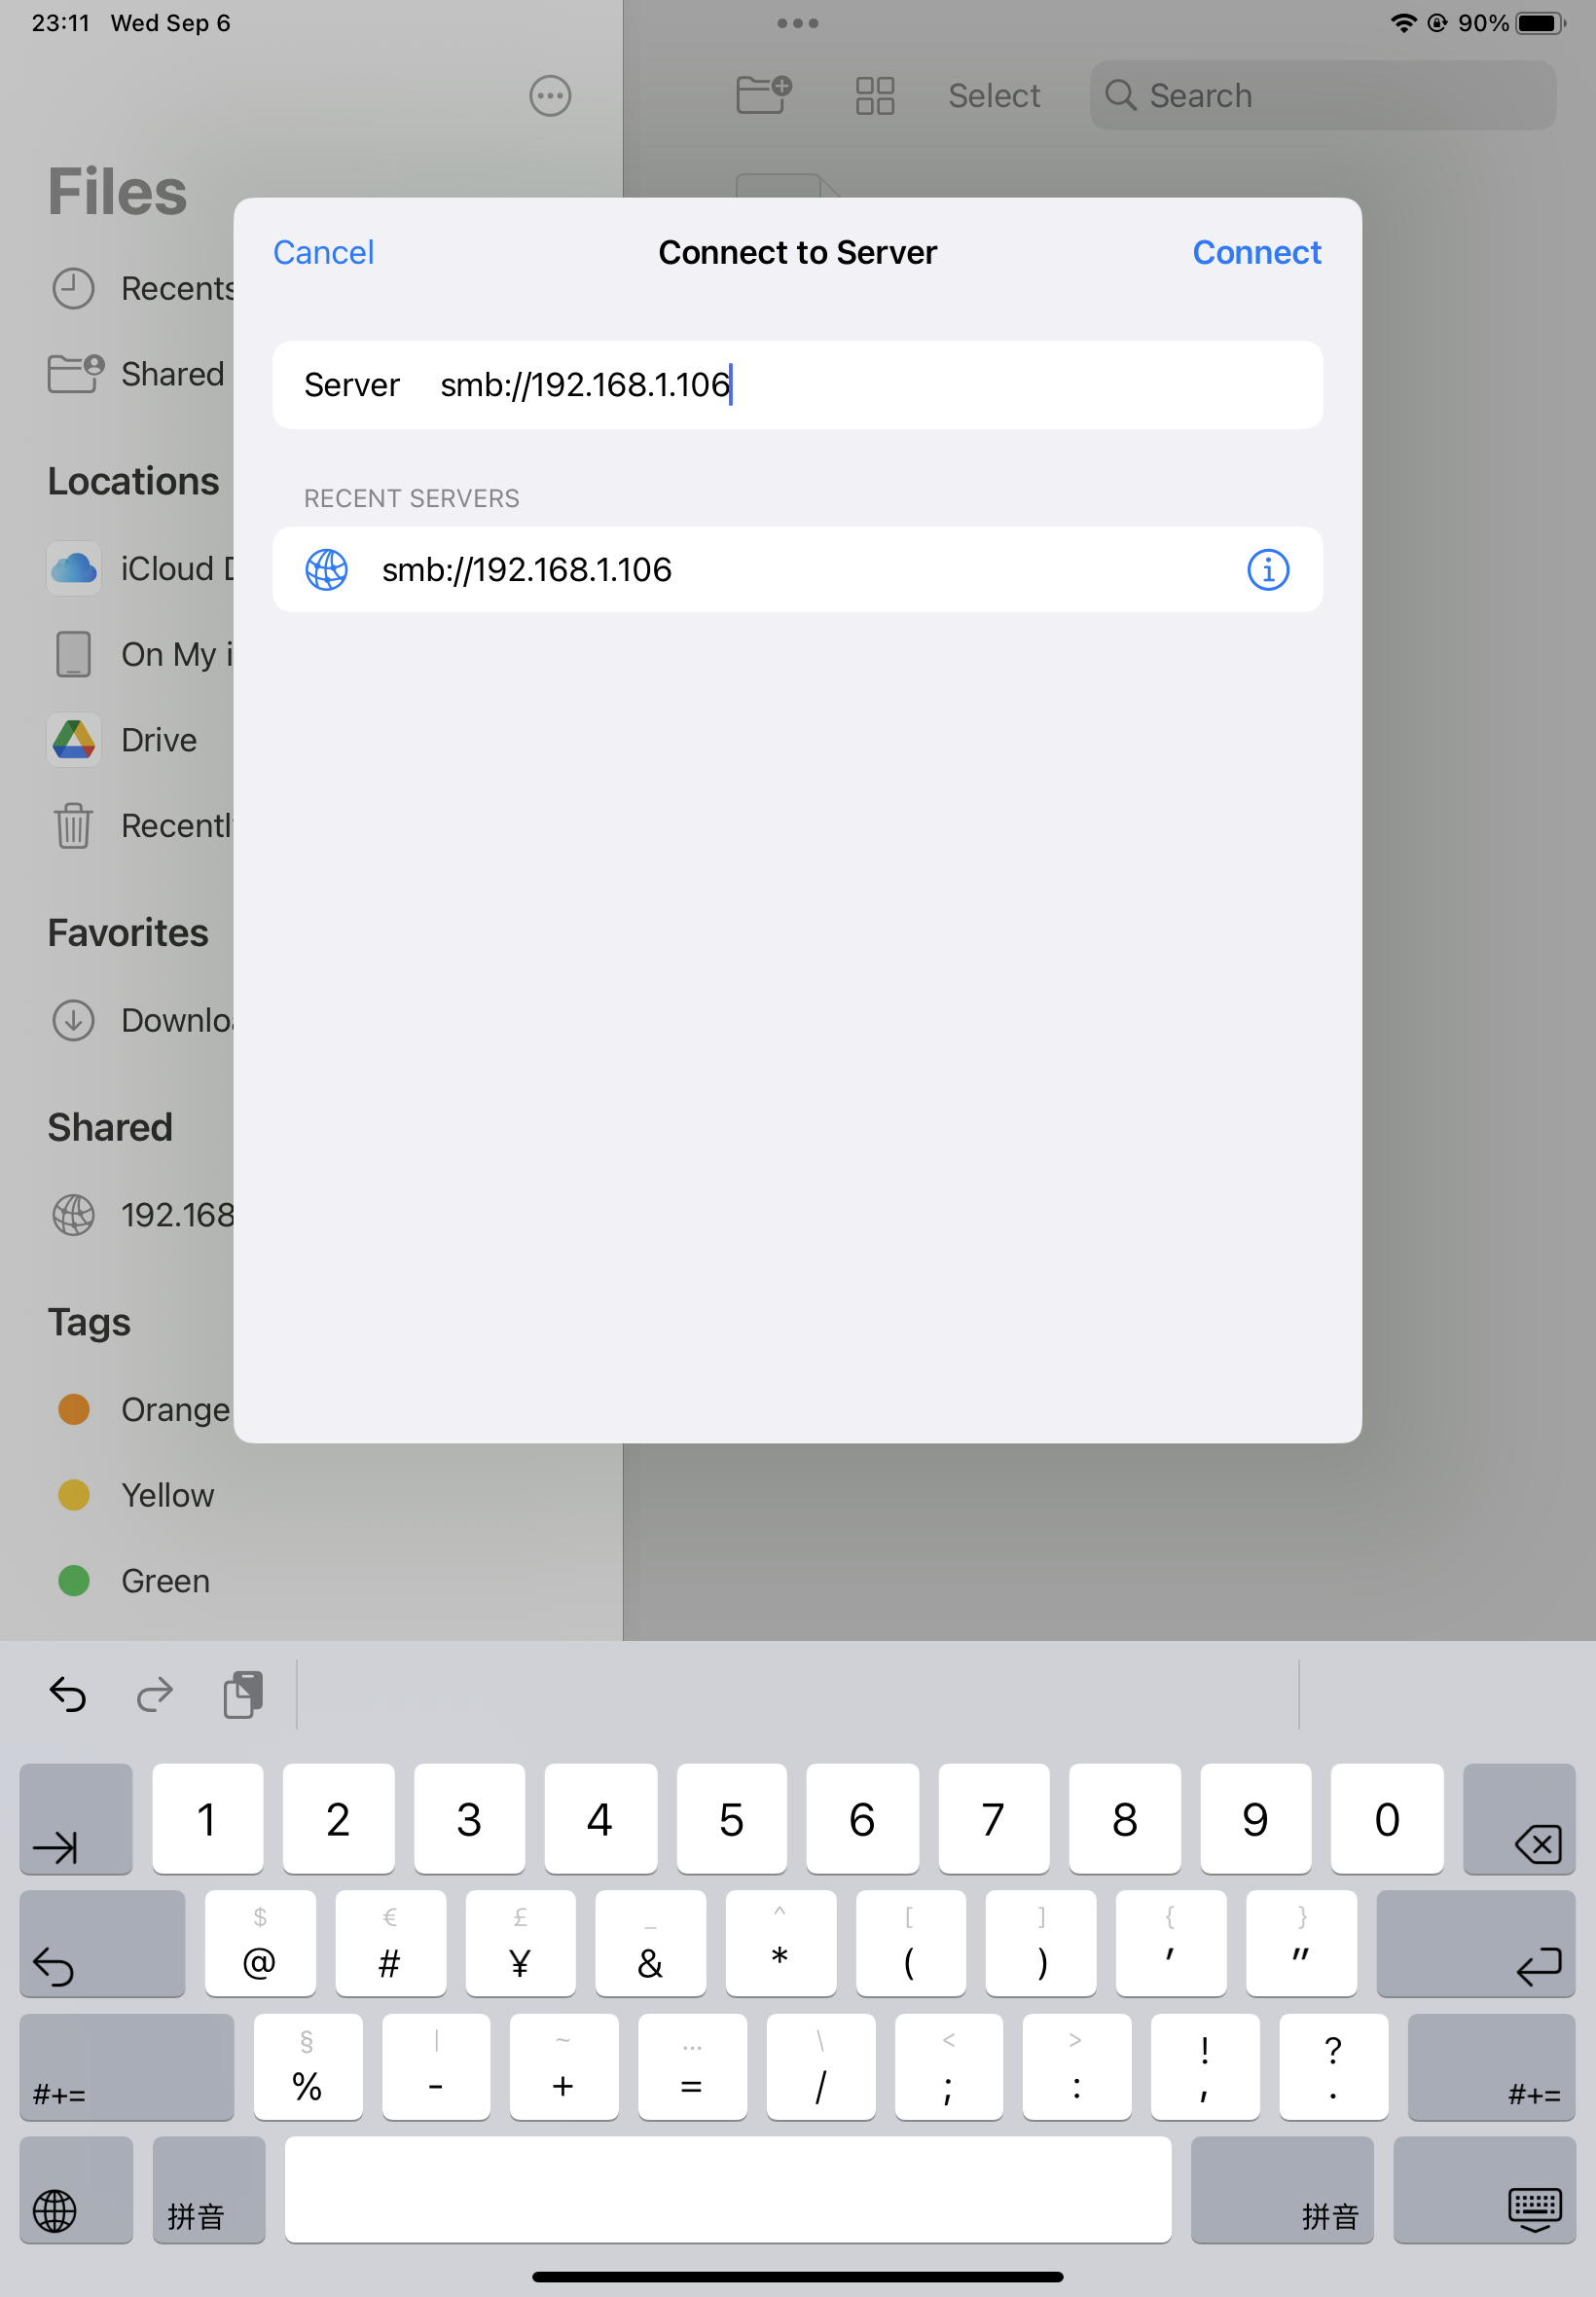 23:11 Wed Sep 6
90%
Select
Search
Files
Recents
Shared
Locations
iCloud D
On My i
Drive
Recentl
Favorites
Downlo
Shared
192.168
Tags
Orange
Yellow
Green
Cancel
Connect to Server
Connect
Server smb://192.168.1.106
RECENT SERVERS
smb://192.168.1.106
1 2 3 4 5 6 7 8 9 0
$ € £ _ ^ [ ] { }
@ # ¥ & * ( ) ' "
§ | ~ … \ < > ! ?
#+= % - + = / ; : , . #+=
拼音 拼音